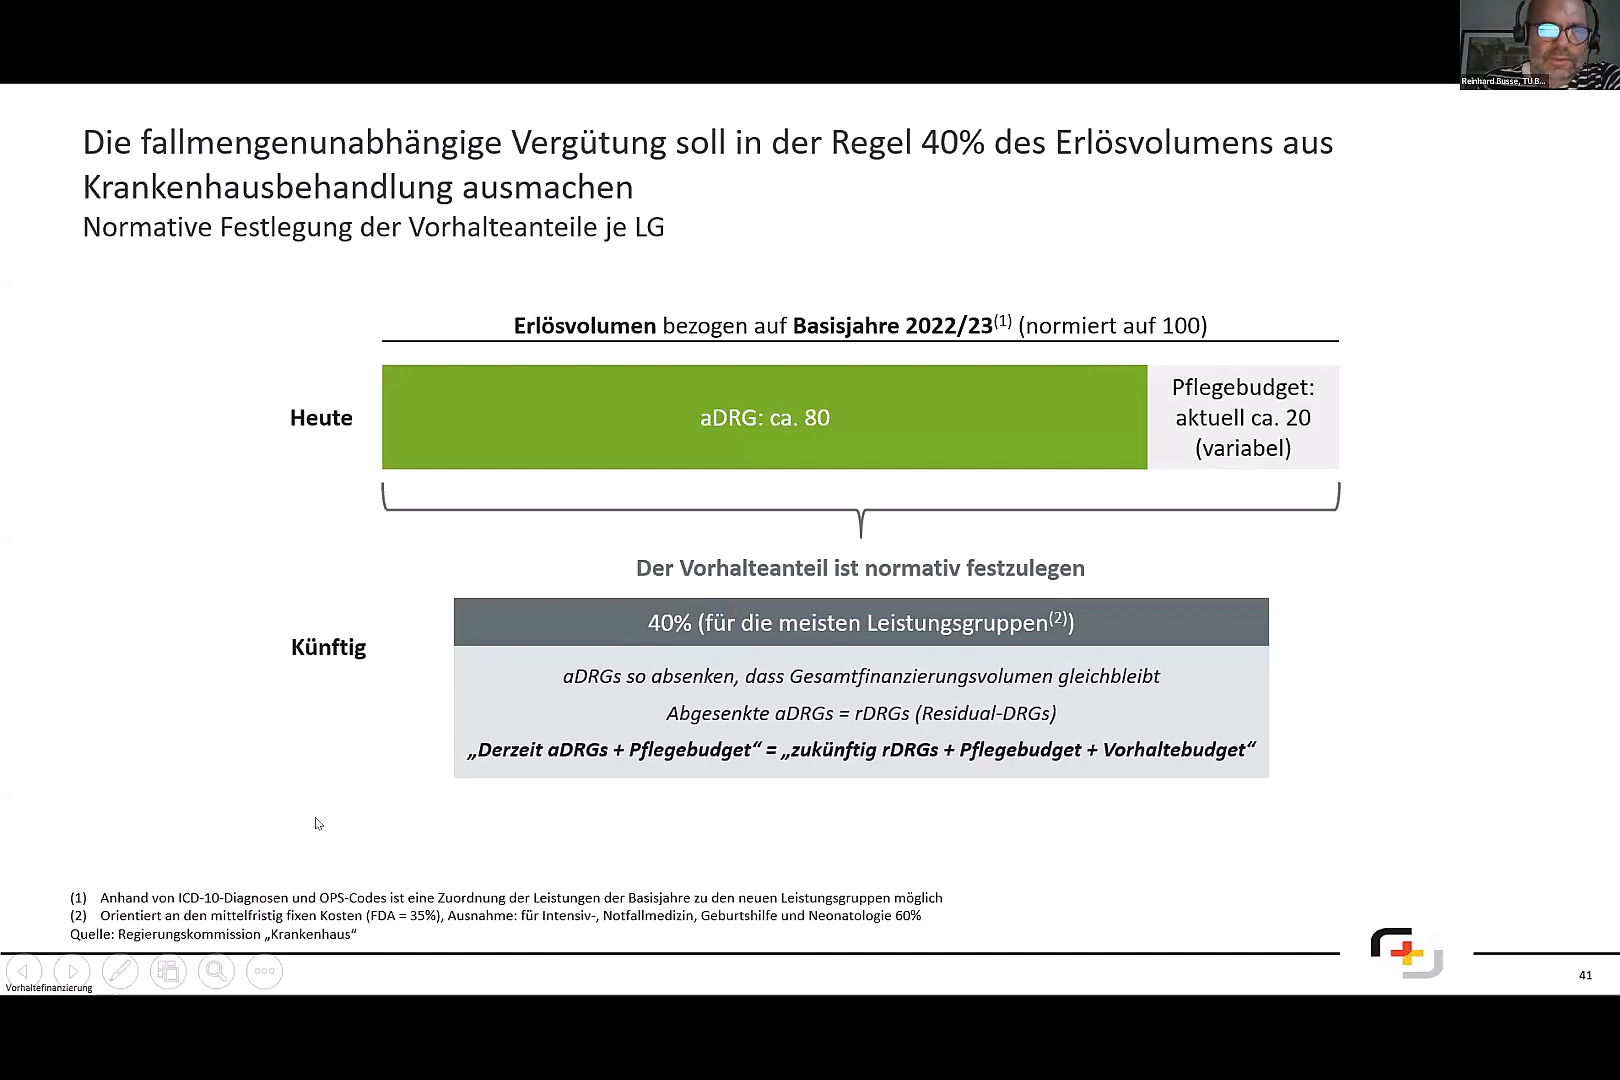 Reinhard Busse, TU B...
Die fallmengenunabhängige Vergütung soll in der Regel 40% des Erlösvolumens aus
Krankenhausbehandlung ausmachen
Normative Festlegung der Vorhalteanteile je LG
Erlösvolumen bezogen auf Basisjahre 2022/23(1) (normiert auf 100)
Heute
aDRG: ca. 80
Pflegebudget:
aktuell ca. 20
(variabel)
Der Vorhalteanteil ist normativ festzulegen
Künftig
40% (für die meisten Leistungsgruppen(2))
aDRGs so absenken, dass Gesamtfinanzierungsvolumen gleichbleibt
Abgesenkte aDRGs = rDRGs (Residual-DRGs)
„Derzeit aDRGs + Pflegebudget“ = „zukünftig rDRGs + Pflegebudget + Vorhaltebudget“
(1) Anhand von ICD-10-Diagnosen und OPS-Codes ist eine Zuordnung der Leistungen der Basisjahre zu den neuen Leistungsgruppen möglich
(2) Orientiert an den mittelfristig fixen Kosten (FDA = 35%), Ausnahme: für Intensiv-, Notfallmedizin, Geburtshilfe und Neonatologie 60%
Quelle: Regierungskommission „Krankenhaus“
Vorhaltefinanzierung
41